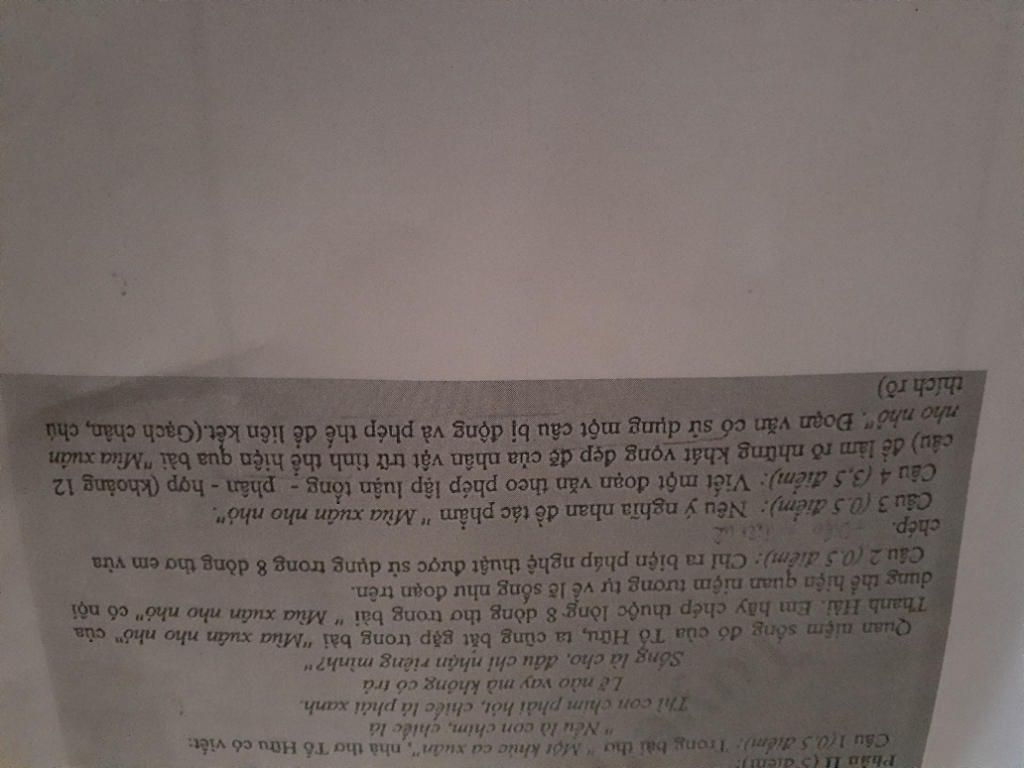 Phần II (5 điểm):
Câu 1(0.5 điểm): Trong bài thơ " Một khúc ca xuân", nhà thơ Tố Hữu có viết:
" Nếu là con chim, chiếc lá
Thì con chim phải hót, chiếc lá phải xanh.
Lẽ nào vay mà không có trả
Sống là cho, đâu chỉ nhận riêng mình?"
Quan niệm sống đó của Tố Hữu, ta cũng bắt gặp trong bài "Mùa xuân nho nhỏ" của
Thanh Hải. Em hãy chép thuộc lòng 8 dòng thơ trong bài " Mùa xuân nho nhỏ" có nội
dung thể hiện quan niệm tương tự về lẽ sống như đoạn trên.
Câu 2 (0.5 điểm): Chỉ ra biện pháp nghệ thuật được sử dụng trong 8 dòng thơ em vừa
chép.
Câu 3 (0.5 điểm): Nêu ý nghĩa nhan đề tác phẩm " Mùa xuân nho nhỏ".
Câu 4 (3,5 điểm): Viết một đoạn văn theo phép lập luận tổng - phân - hợp (khoảng 12
câu) để làm rõ những khát vọng đẹp đẽ của nhân vật trữ tình thể hiện qua bài "Mùa xuân
nho nhỏ". Đoạn văn có sử dụng một câu bị động và phép thế để liên kết.(Gạch chân, chú
thích rõ)